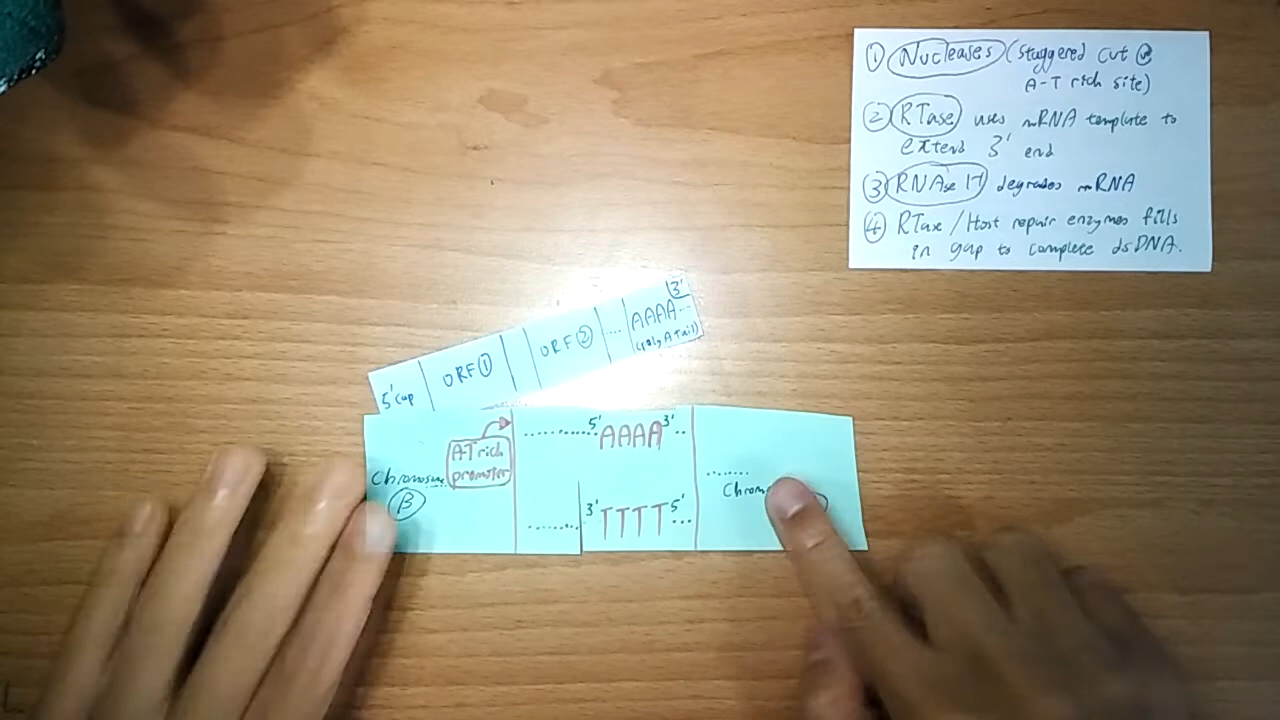 ① Nucleases (staggered cut @
A-T rich site)
② RTase uses mRNA template to
extend 3' end
③ RNAse H degrades mRNA
④ RTase / Host repair enzymes fills
in gap to complete dsDNA.
5' cap ORF① ORF② ... AAAA... 3'
(poly A tail)
A-T rich
promoter
Chromosome
B
............5' AAAA 3'..
.........3' TTTT 5'...
.......
Chrom